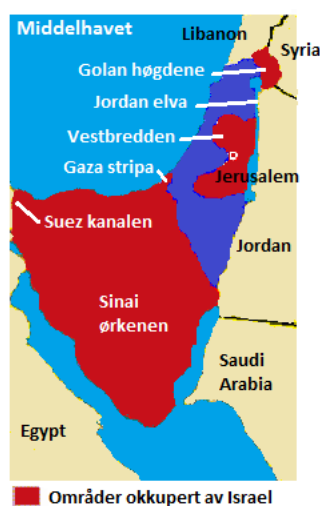 Middelhavet
Libanon
Syria
Golan høgdene
Jordan elva
Vestbredden
Gaza stripa
Jerusalem
Suez kanalen
Jordan
Sinai
ørkenen
Saudi
Arabia
Egypt
Områder okkupert av Israel